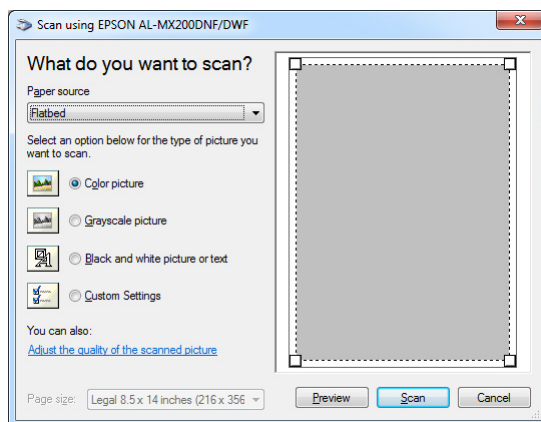 Scan using EPSON AL-MX200DNF/DWF
What do you want to scan?
Paper source
Flatbed
Select an option below for the type of picture you
want to scan.
Color picture
Grayscale picture
Black and white picture or text
Custom Settings
You can also:
Adjust the quality of the scanned picture
Page size: Legal 8.5 x 14 inches (216 x 356
Preview Scan Cancel